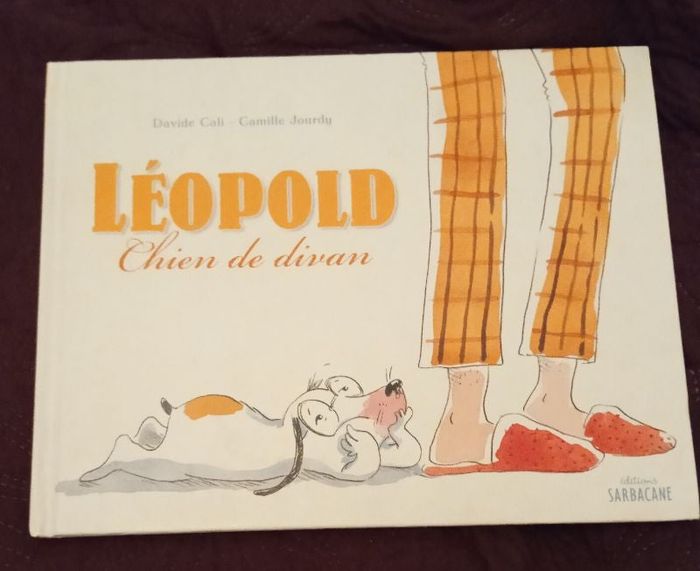 Davide Cali - Camille Jourdy
LÉOPOLD
Chien de divan
éditions
SARBACANE